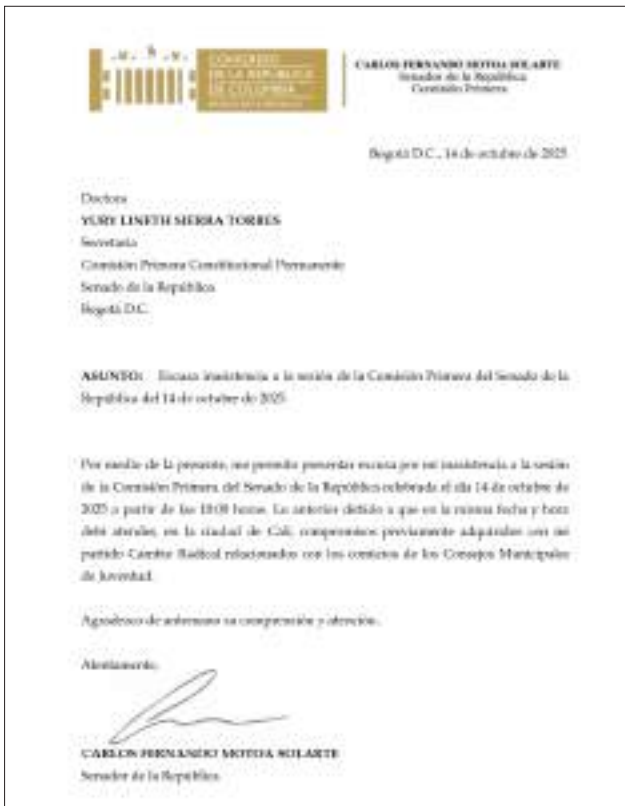 CONGRESO
DE LA REPÚBLICA
DE COLOMBIA
CARLOS FERNANDO MOTOA SOLARTE
Senador de la República
Comisión Primera
Bogotá D.C., 14 de octubre de 2025
Doctora
YURY LINETH SIERRA TORRES
Secretaria
Comisión Primera Constitucional Permanente
Senado de la República
Bogotá D.C.
ASUNTO: Excusa inasistencia a la sesión de la Comisión Primera del Senado de la
República del 14 de octubre de 2025
Por medio de la presente, me permito presentar excusa por mi inasistencia a la sesión
de la Comisión Primera del Senado de la República celebrada el día 14 de octubre de
2025 a partir de las horas. Lo anterior debido a que en la misma fecha y hora
debí atender, en la ciudad de Cali, compromisos previamente adquiridos con mi
partido Cambio Radical relacionados con los comicios de los Consejos Municipales
de Juventud.
Agradezco de antemano su comprensión y atención.
Atentamente,
CARLOS FERNANDO MOTOA SOLARTE
Senador de la República